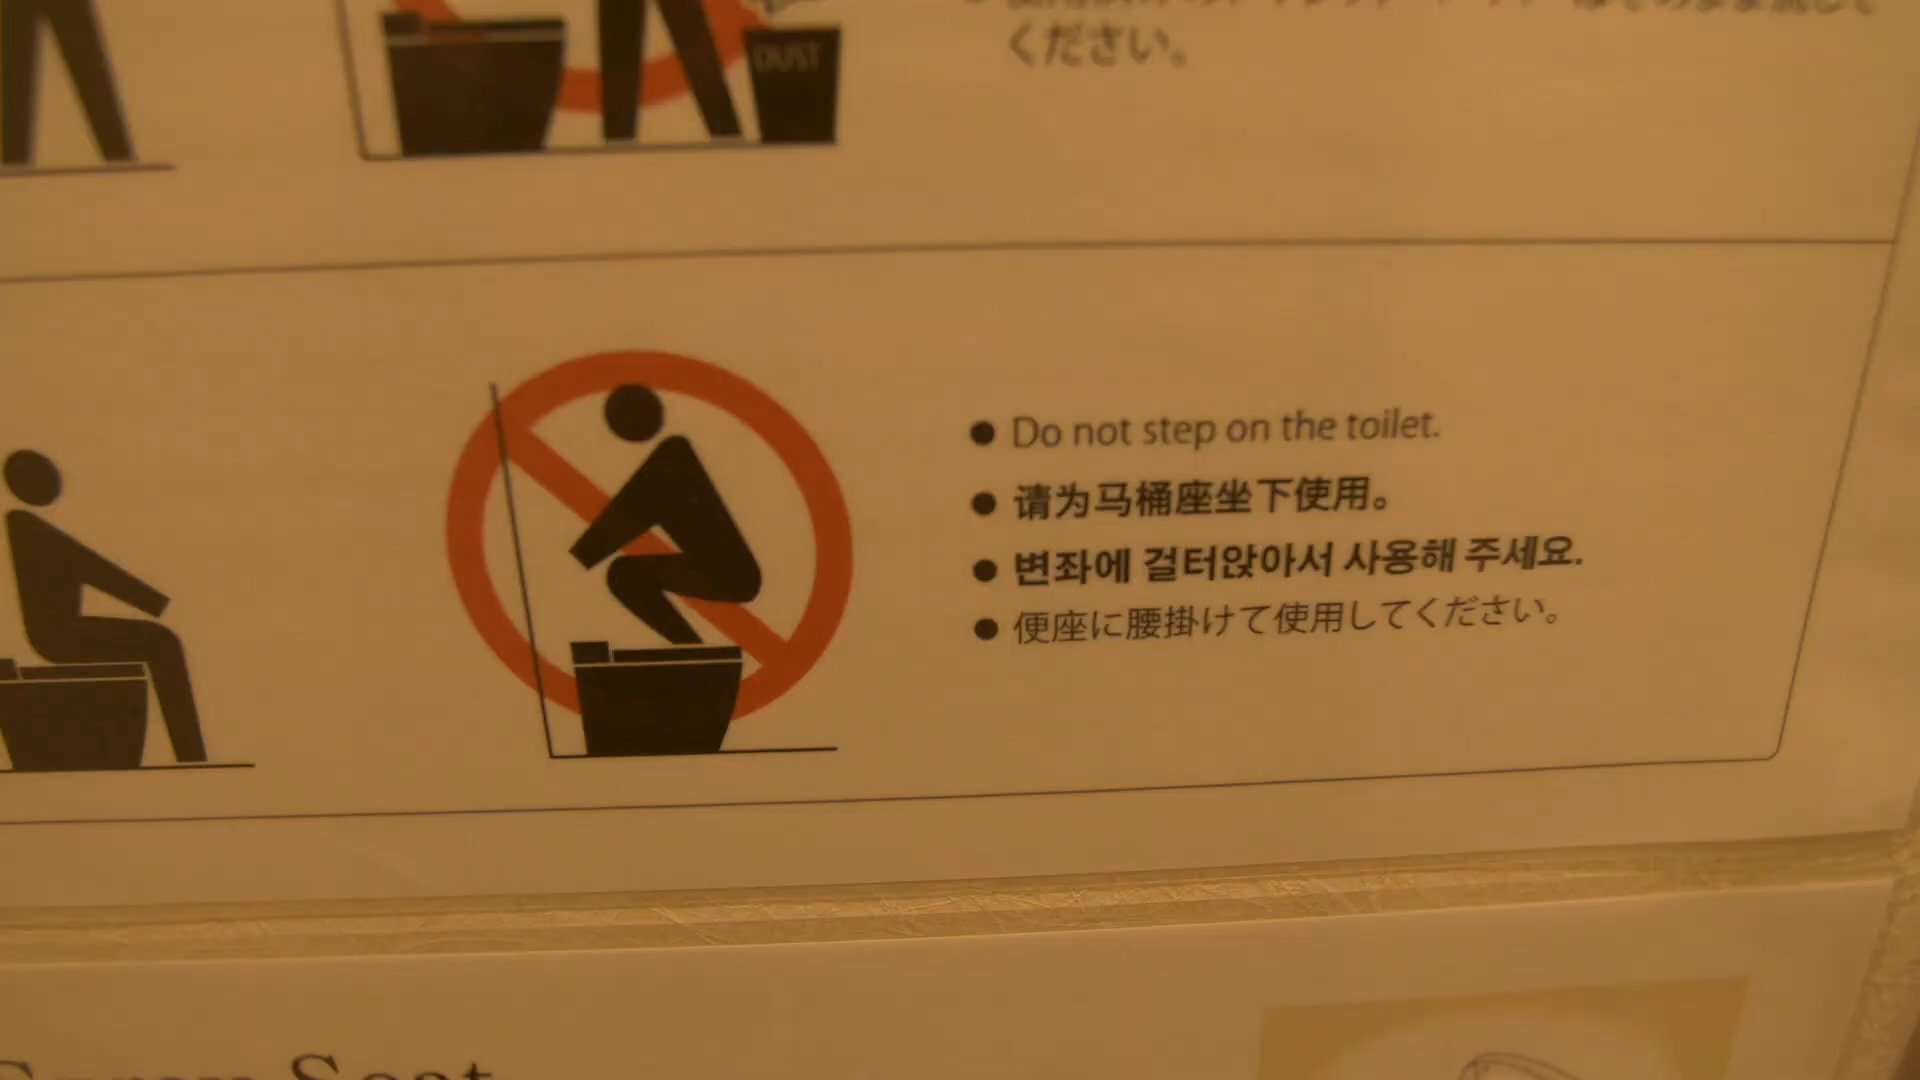 DUST
ください。
Do not step on the toilet.
请为马桶座坐下使用。
변좌에 걸터앉아서 사용해 주세요.
便座に腰掛けて使用してください。
Seat